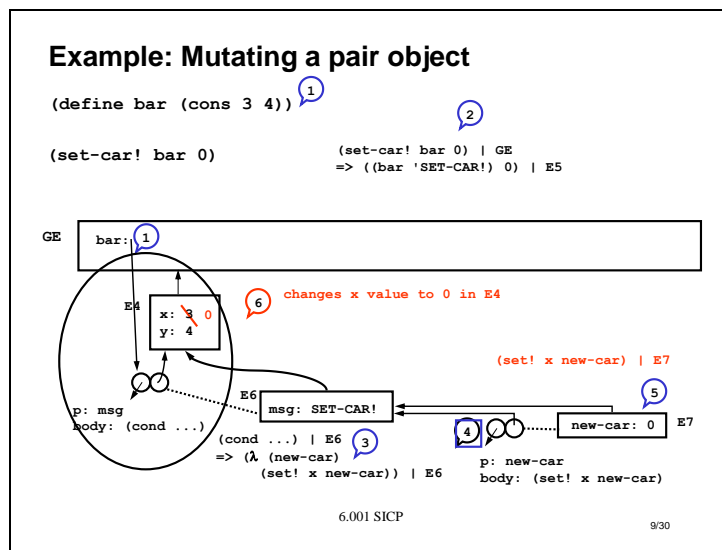 Example: Mutating a pair object
(define bar (cons 3 4))
1
2
(set-car! bar 0)
(set-car! bar 0) | GE
=> ((bar 'SET-CAR!) 0) | E5
GE
bar:
1
E4
x: 3 0
y: 4
6
changes x value to 0 in E4
(set! x new-car) | E7
p: msg
body: (cond ...)
E6
msg: SET-CAR!
5
4
new-car: 0
E7
(cond ...) | E6
=> (λ (new-car)
(set! x new-car)) | E6
3
p: new-car
body: (set! x new-car)
6.001 SICP
9/30